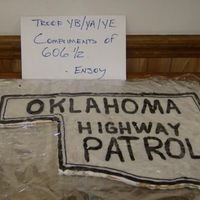 Troop YB/YA/YE
Compliments of
606 1/2
- Enjoy
OKLAHOMA
HIGHWAY
PATROL